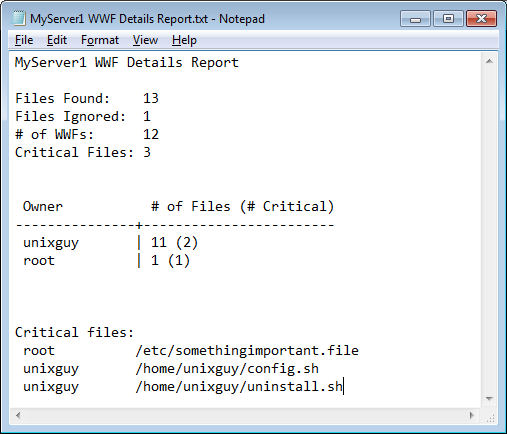 MyServer1 WWF Details Report.txt - Notepad
File Edit Format View Help
MyServer1 WWF Details Report
Files Found: 13
Files Ignored: 1
# of WWFs: 12
Critical Files: 3
Owner # of Files (# Critical)
---------------+------------------------
unixguy | 11 (2)
root | 1 (1)
Critical files:
root /etc/somethingimportant.file
unixguy /home/unixguy/config.sh
unixguy /home/unixguy/uninstall.sh